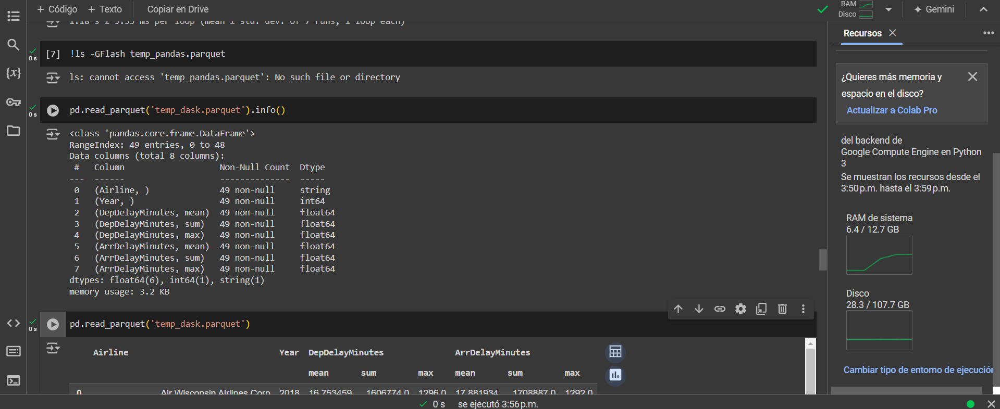 + Código + Texto Copiar en Drive
RAM
Disco
Gemini
1.18 s ± 5.55 ms per loop (mean ± std. dev. of 7 runs, 1 loop each)
Recursos
[7] !ls -GFlash temp_pandas.parquet
0 s
ls: cannot access 'temp_pandas.parquet': No such file or directory
pd.read_parquet('temp_dask.parquet').info()
0 s
<class 'pandas.core.frame.DataFrame'>
RangeIndex: 49 entries, 0 to 48
Data columns (total 8 columns):
 #   Column                   Non-Null Count  Dtype
---  ------                   --------------  -----
 0   (Airline, )              49 non-null     string
 1   (Year, )                 49 non-null     int64
 2   (DepDelayMinutes, mean)  49 non-null     float64
 3   (DepDelayMinutes, sum)   49 non-null     float64
 4   (DepDelayMinutes, max)   49 non-null     float64
 5   (ArrDelayMinutes, mean)  49 non-null     float64
 6   (ArrDelayMinutes, sum)   49 non-null     float64
 7   (ArrDelayMinutes, max)   49 non-null     float64
dtypes: float64(6), int64(1), string(1)
memory usage: 3.2 KB
pd.read_parquet('temp_dask.parquet')
0 s
Airline Year DepDelayMinutes ArrDelayMinutes
mean sum max mean sum max
0 Air Wisconsin Airlines Corp 2018 16.753459 1606774.0 1296.0 17.881934 1708887.0 1292.0
¿Quieres más memoria y
espacio en el disco?
Actualizar a Colab Pro
del backend de
Google Compute Engine en Python
3
Se muestran los recursos desde el
3:50 p.m. hasta el 3:59 p.m.
RAM de sistema
6.4 / 12.7 GB
Disco
28.3 / 107.7 GB
Cambiar tipo de entorno de ejecución
0 s se ejecutó 3:56 p.m.